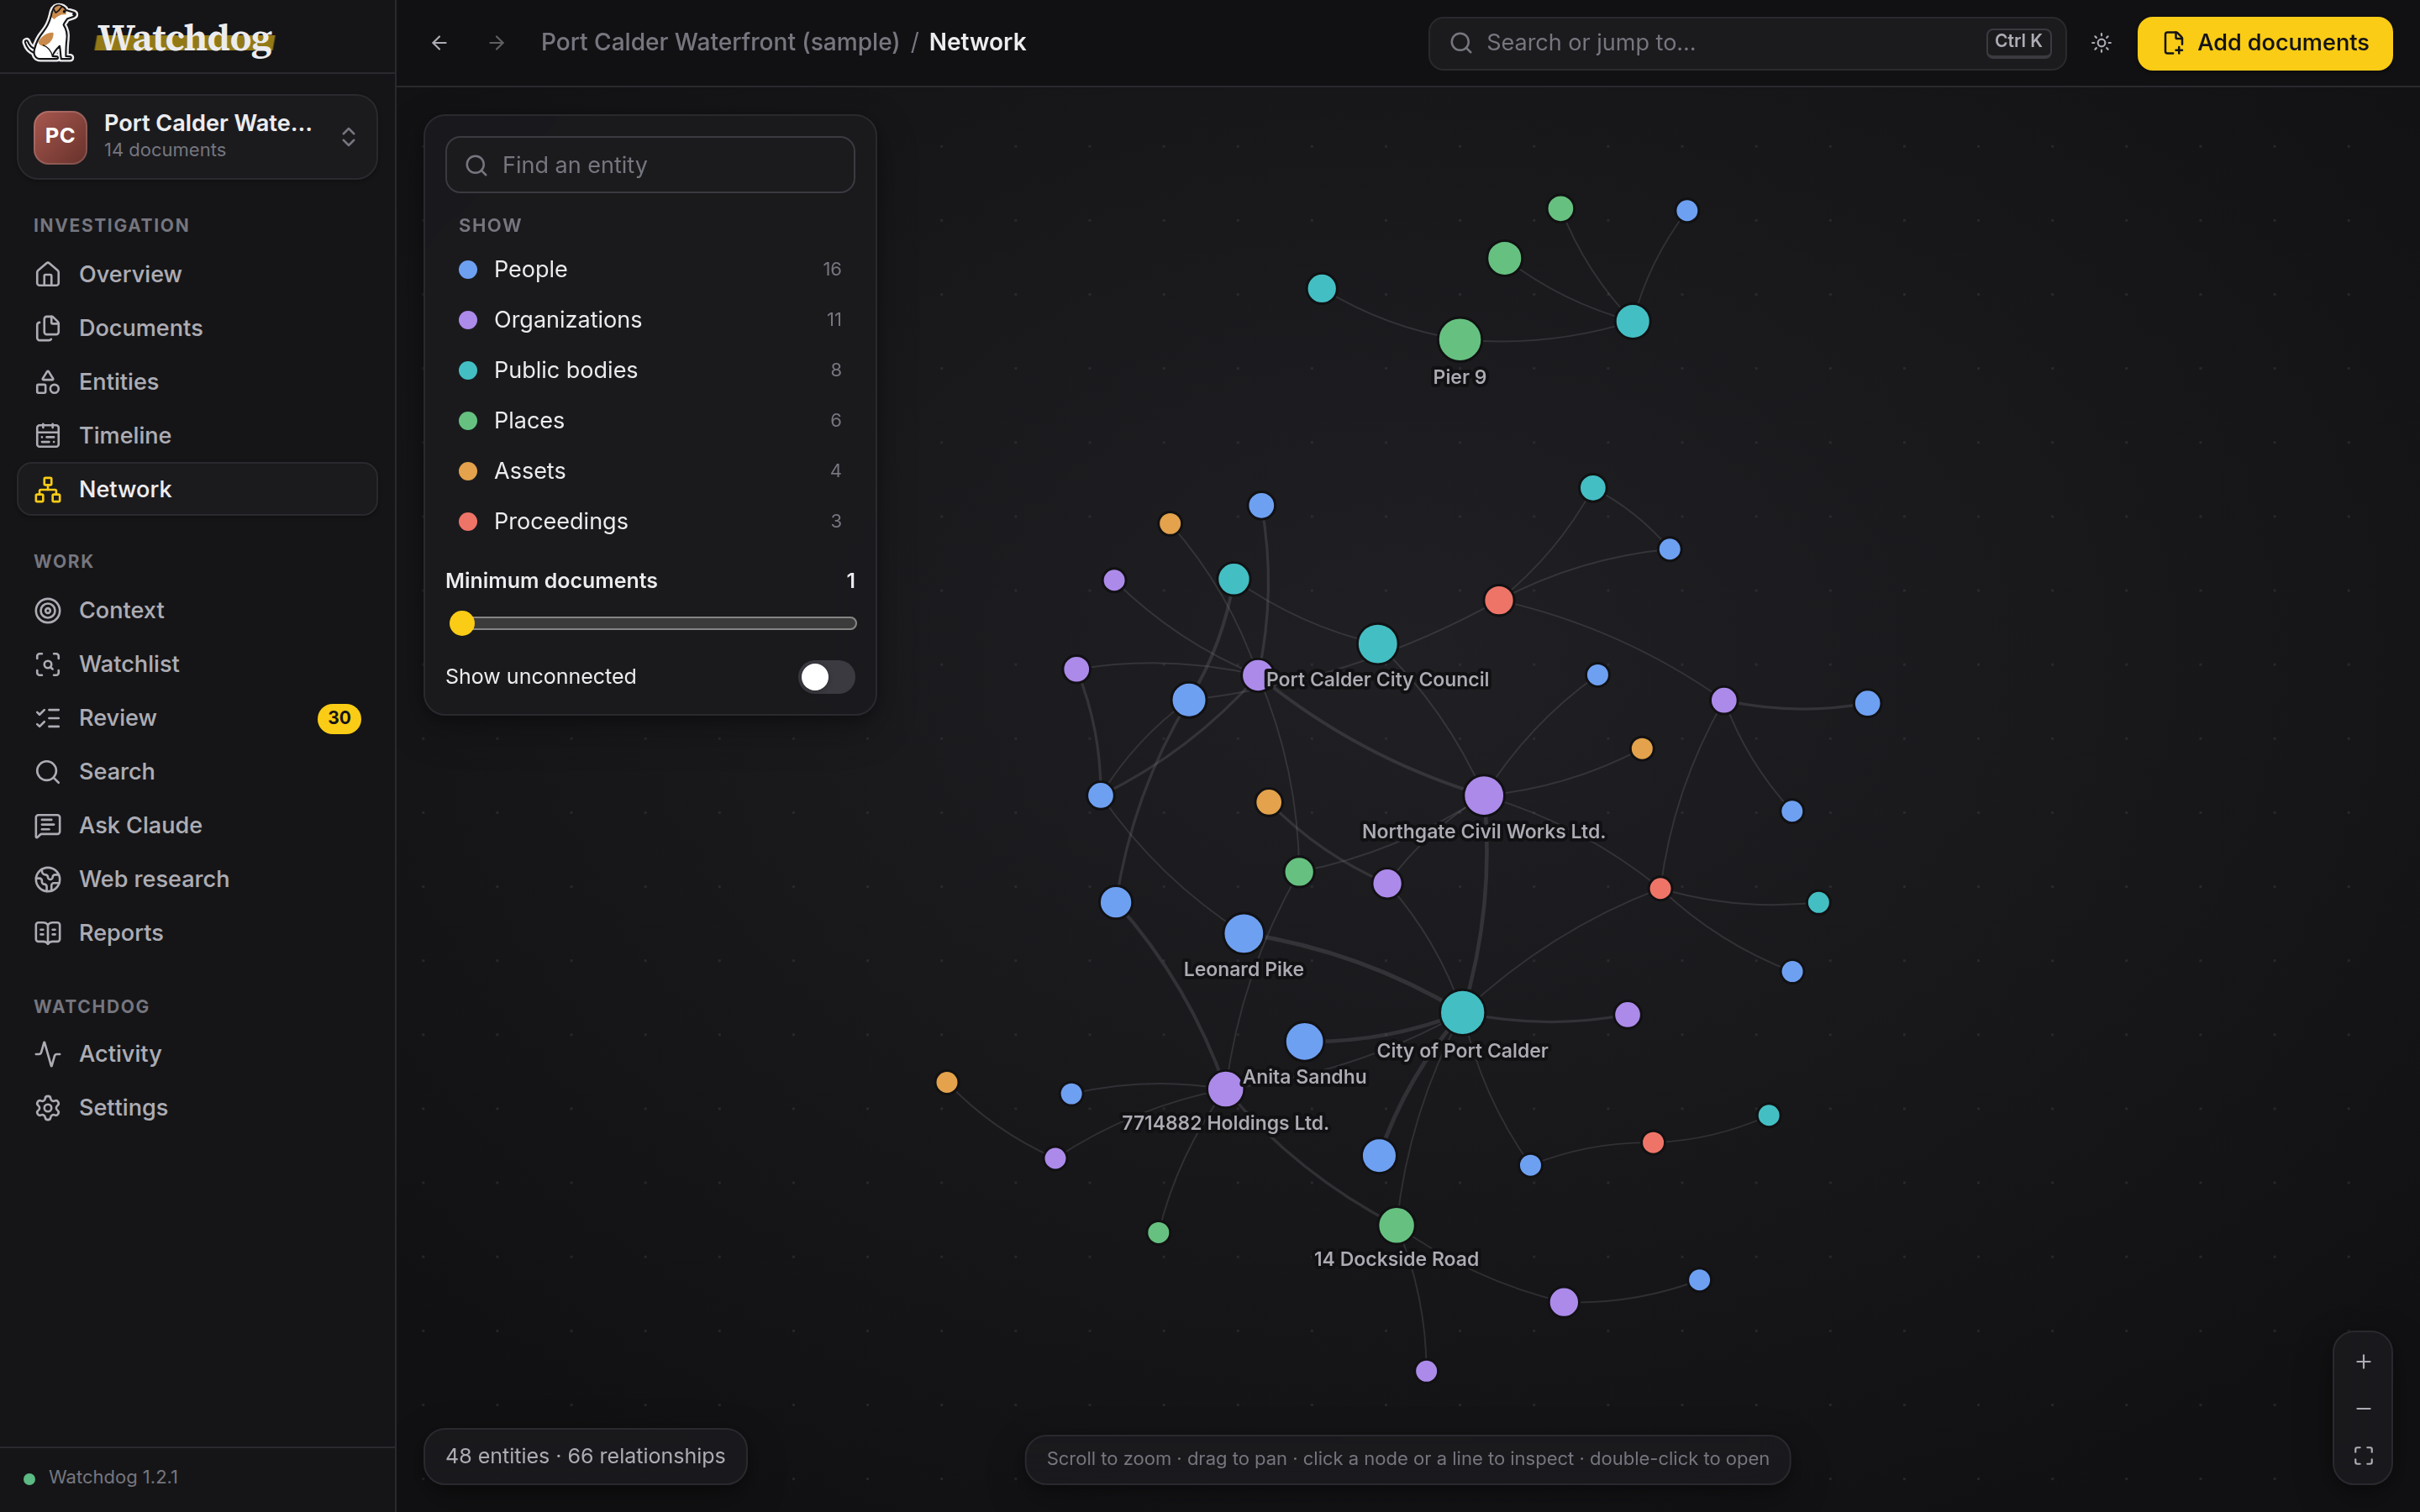 Watchdog
Port Calder Waterfront (sample) / Network
Search or jump to...
Ctrl K
Add documents
PC
Port Calder Wate...
14 documents
INVESTIGATION
Overview
Documents
Entities
Timeline
Network
WORK
Context
Watchlist
Review
30
Search
Ask Claude
Web research
Reports
WATCHDOG
Activity
Settings
Watchdog 1.2.1
Find an entity
SHOW
People 16
Organizations 11
Public bodies 8
Places 6
Assets 4
Proceedings 3
Minimum documents 1
Show unconnected
Pier 9
Port Calder City Council
Northgate Civil Works Ltd.
Leonard Pike
City of Port Calder
Anita Sandhu
7714882 Holdings Ltd.
14 Dockside Road
48 entities · 66 relationships
Scroll to zoom · drag to pan · click a node or a line to inspect · double-click to open